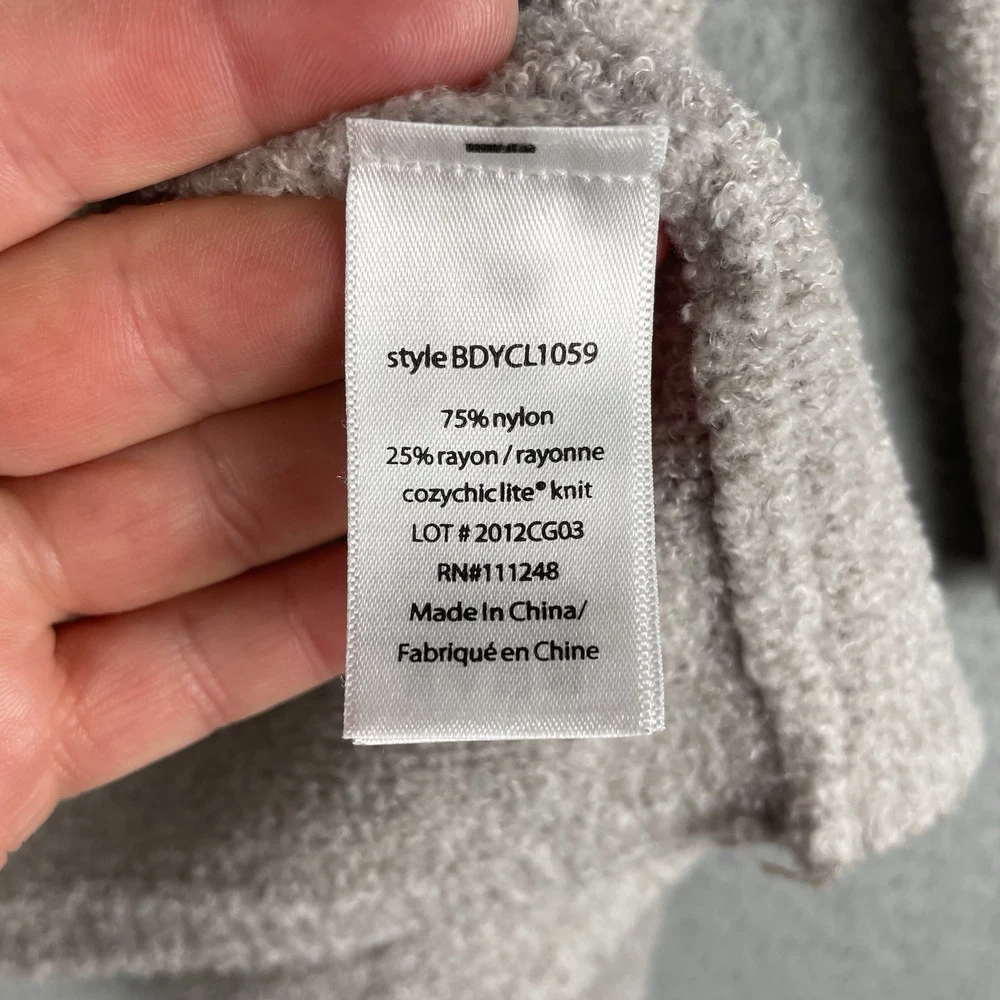 style BDYCL1059
75% nylon
25% rayon / rayonne
cozychic lite® knit
LOT # 2012CG03
RN#111248
Made In China/
Fabriqué en Chine